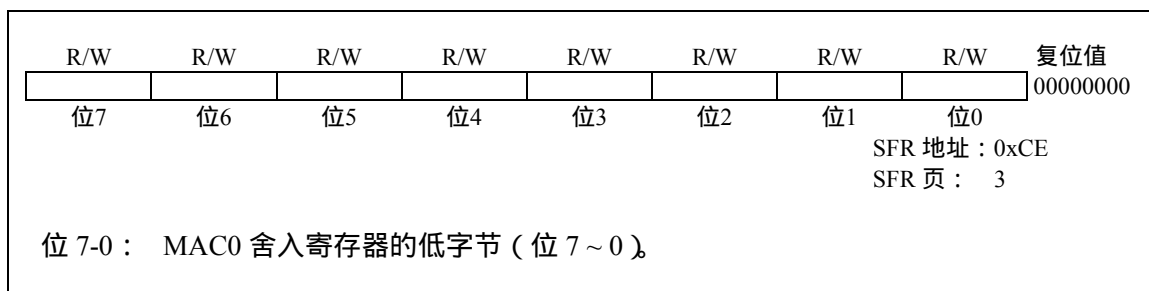 R/W R/W R/W R/W R/W R/W R/W R/W 复位值
00000000
位7 位6 位5 位4 位3 位2 位1 位0
SFR 地址：0xCE
SFR 页： 3
位 7-0： MAC0 舍入寄存器的低字节（位 7～0）。